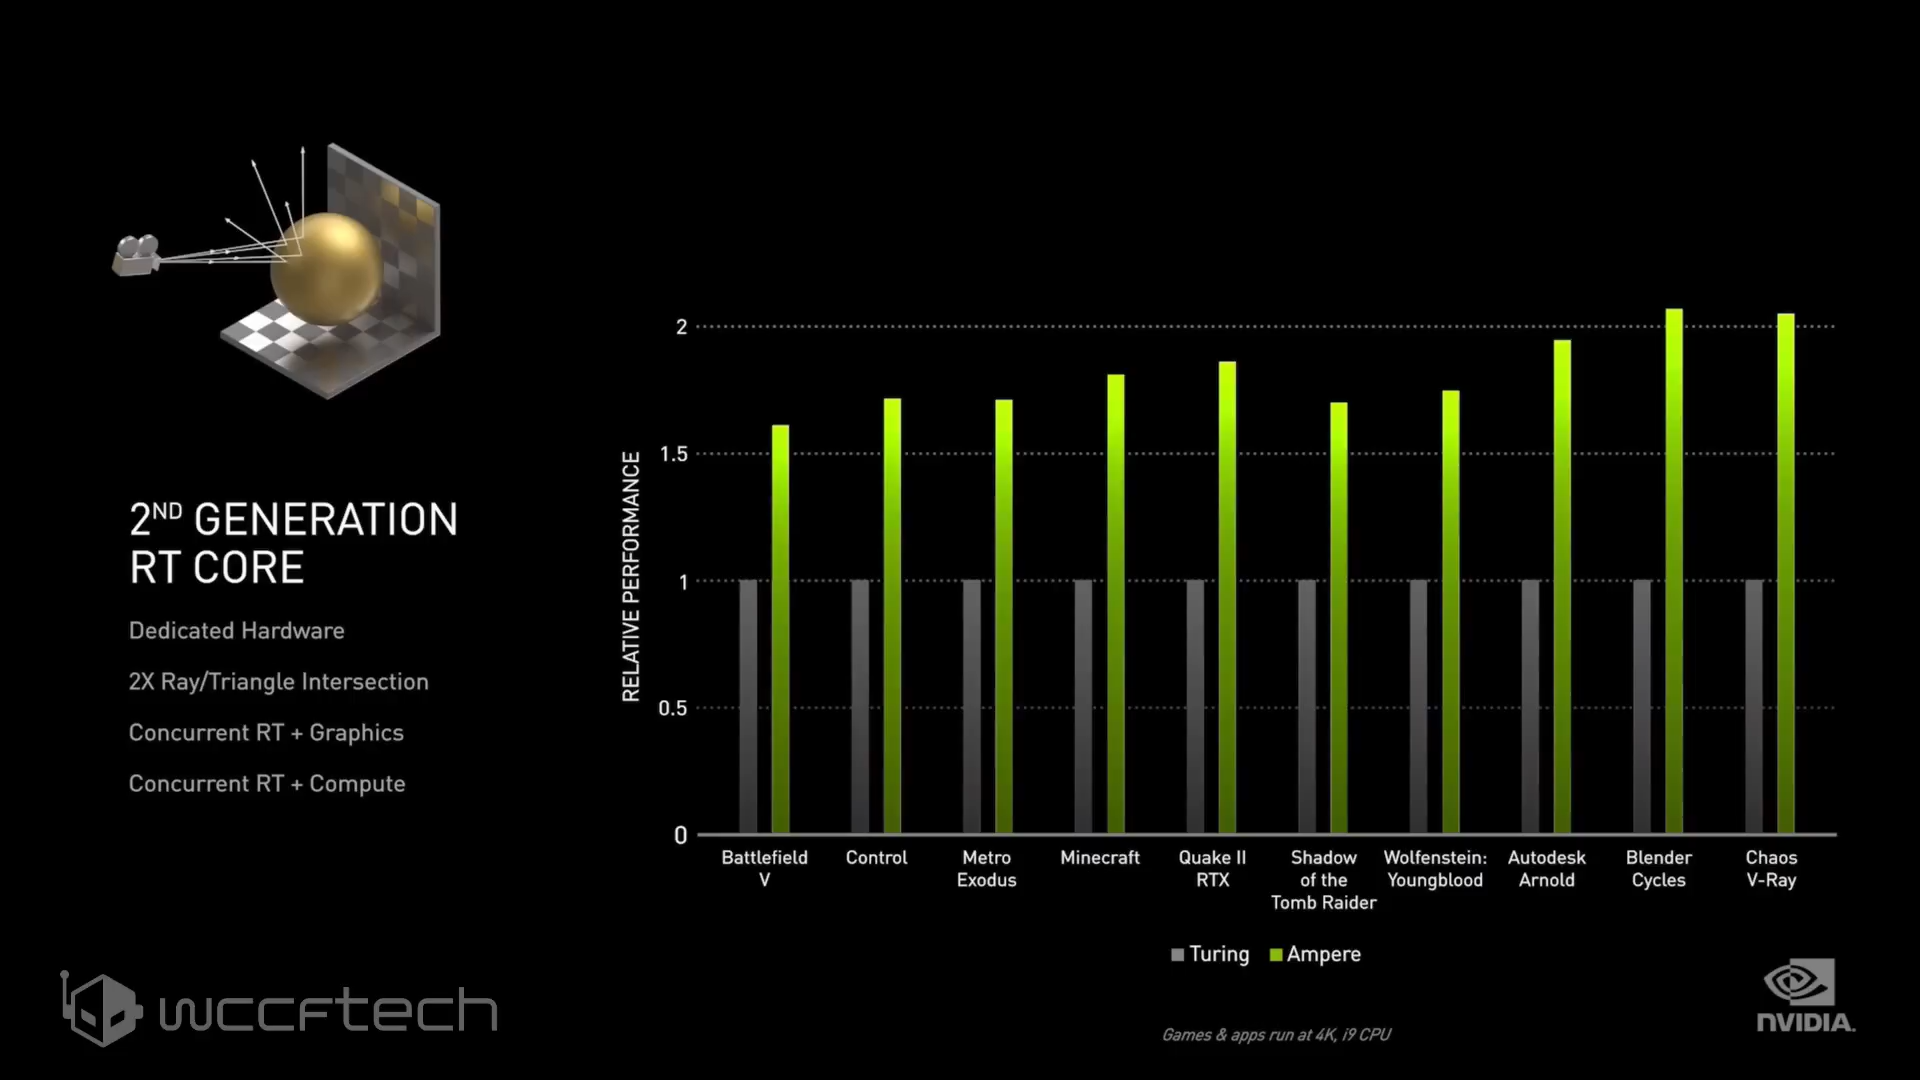 2ND GENERATION
RT CORE
Dedicated Hardware
2X Ray/Triangle Intersection
Concurrent RT + Graphics
Concurrent RT + Compute
RELATIVE PERFORMANCE
2
1.5
1
0.5
0
Battlefield
V
Control
Metro
Exodus
Minecraft
Quake II
RTX
Shadow
of the
Tomb Raider
Wolfenstein:
Youngblood
Autodesk
Arnold
Blender
Cycles
Chaos
V-Ray
Turing Ampere
Games & apps run at 4K, i9 CPU
wccftech
NVIDIA.